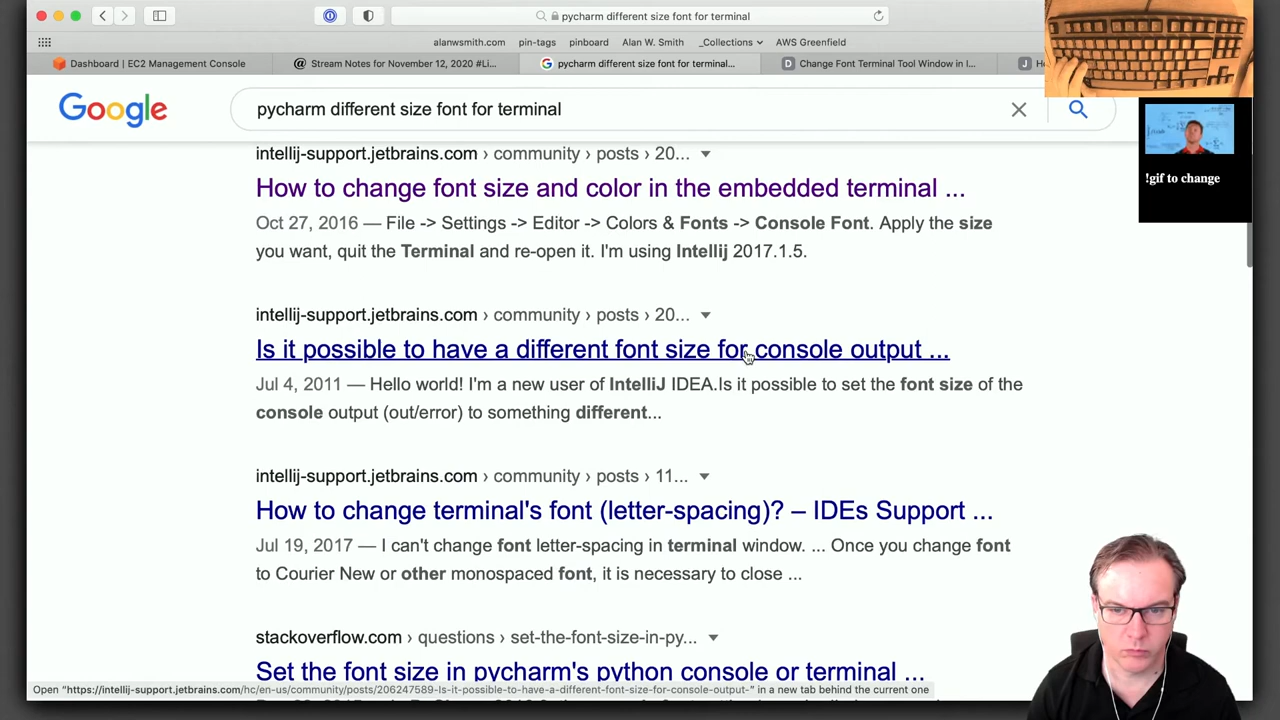 pycharm different size font for terminal
alanwsmith.com pin-tags pinboard Alan W. Smith _Collections AWS Greenfield
Dashboard | EC2 Management Console
Stream Notes for November 12, 2020 #Li...
pycharm different size font for terminal...
Change Font Terminal Tool Window in I...
Google
pycharm different size font for terminal
!gif to change
intellij-support.jetbrains.com › community › posts › 20...
How to change font size and color in the embedded terminal ...
Oct 27, 2016 — File -> Settings -> Editor -> Colors & Fonts -> Console Font. Apply the size
you want, quit the Terminal and re-open it. I'm using Intellij 2017.1.5.
intellij-support.jetbrains.com › community › posts › 20...
Is it possible to have a different font size for console output ...
Jul 4, 2011 — Hello world! I'm a new user of IntelliJ IDEA.Is it possible to set the font size of the
console output (out/error) to something different...
intellij-support.jetbrains.com › community › posts › 11...
How to change terminal's font (letter-spacing)? – IDEs Support ...
Jul 19, 2017 — I can't change font letter-spacing in terminal window. ... Once you change font
to Courier New or other monospaced font, it is necessary to close ...
stackoverflow.com › questions › set-the-font-size-in-py...
Set the font size in pycharm's python console or terminal ...
Open "https://intellij-support.jetbrains.com/hc/en-us/community/posts/206247589-Is-it-possible-to-have-a-different-font-size-for-console-output-" in a new tab behind the current one